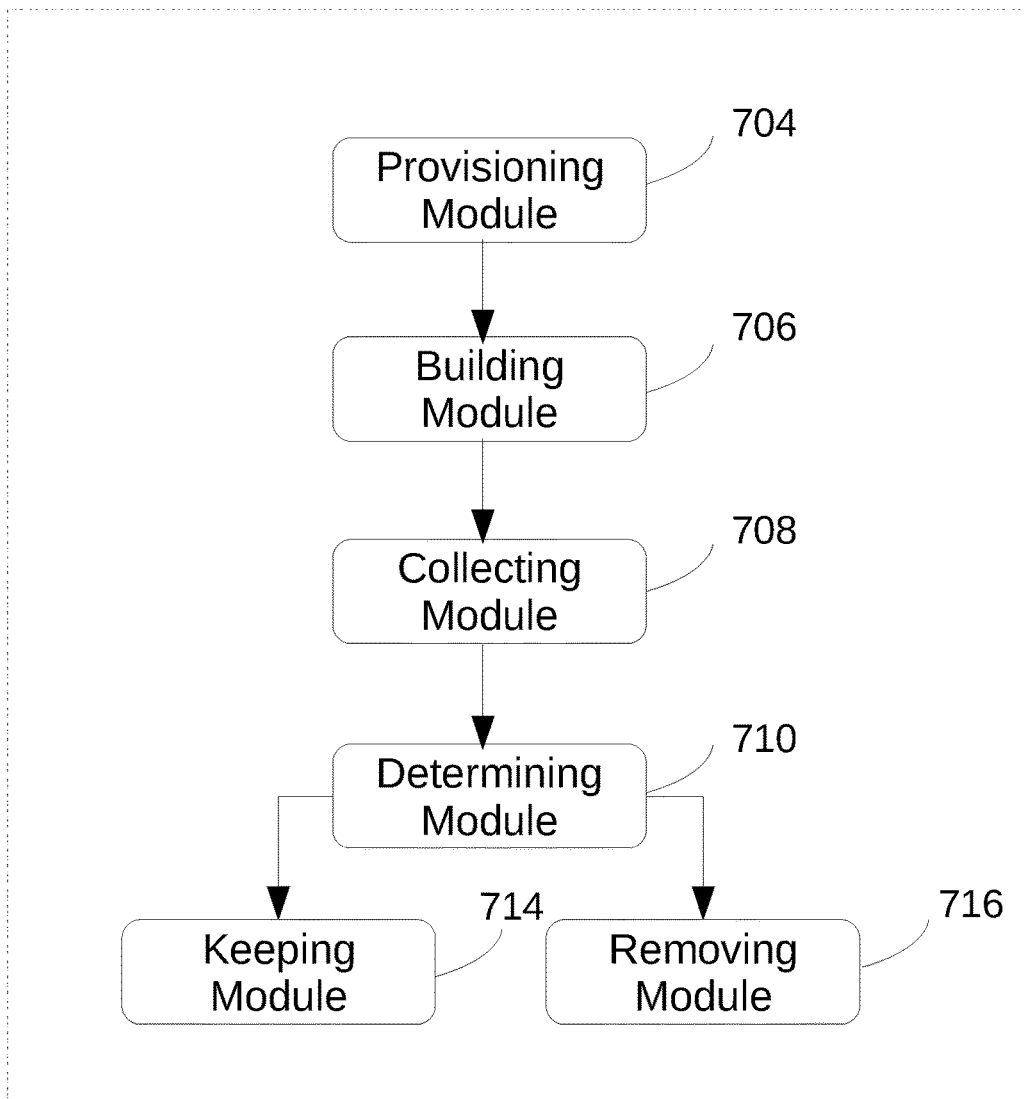 704
Provisioning
Module
706
Building
Module
708
Collecting
Module
710
Determining
Module
714
Keeping
Module
716
Removing
Module